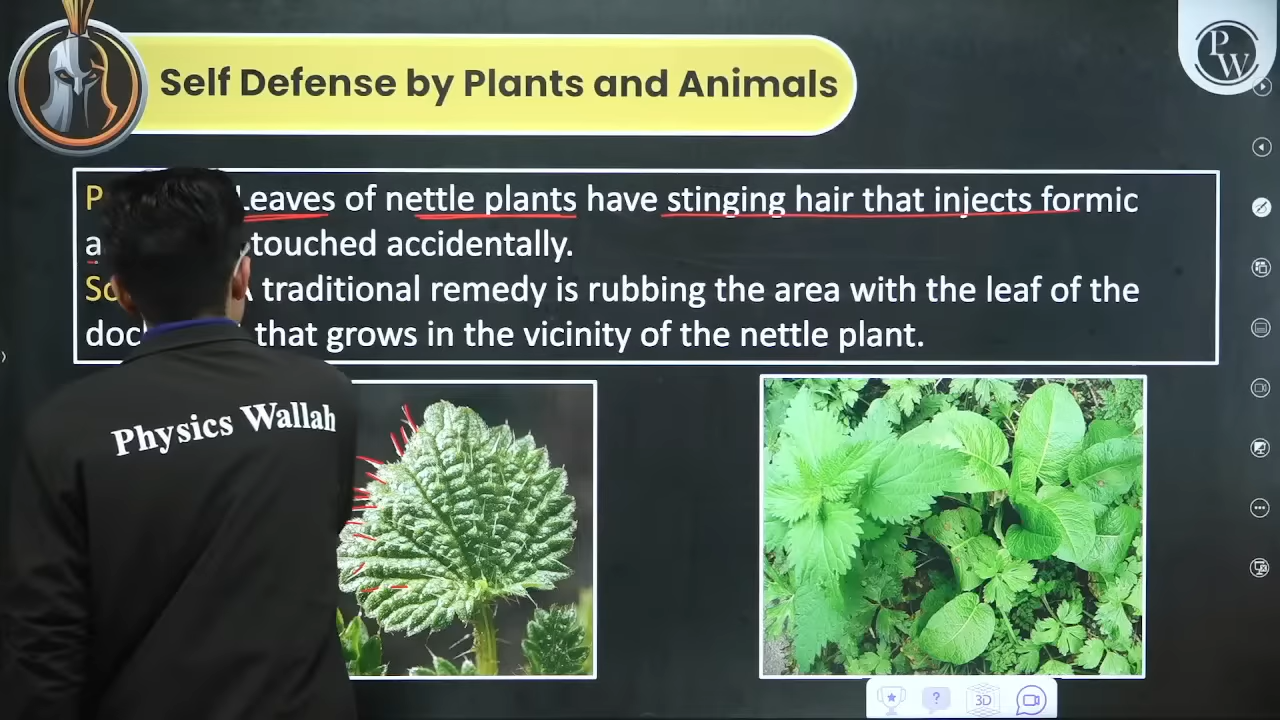 Self Defense by Plants and Animals
PW
Leaves of nettle plants have stinging hair that injects formic
touched accidentally.
traditional remedy is rubbing the area with the leaf of the
that grows in the vicinity of the nettle plant.
Physics Wallah
? 3D